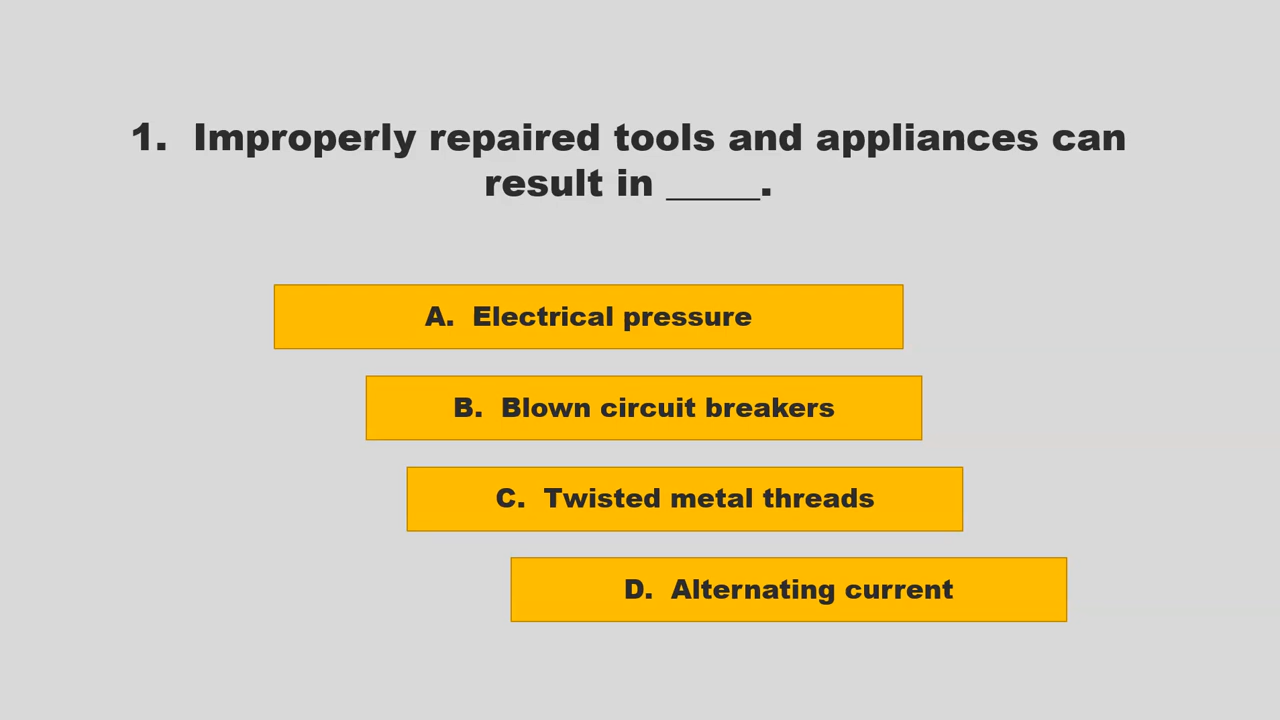 1.  Improperly repaired tools and appliances can
result in _____.
A.  Electrical pressure
B.  Blown circuit breakers
C.  Twisted metal threads
D.  Alternating current